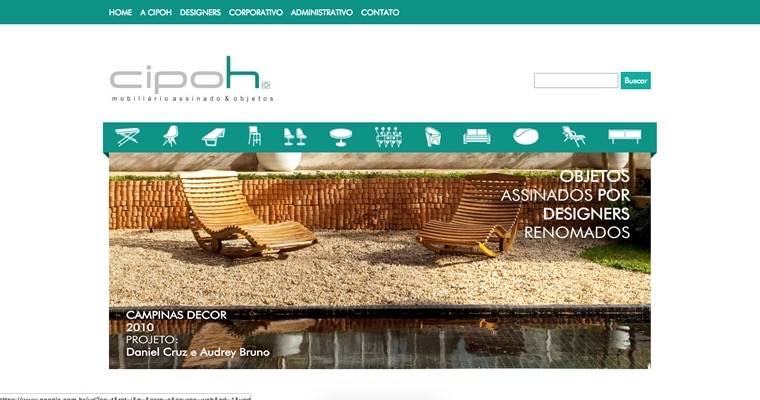 HOME A CIPOH DESIGNERS CORPORATIVO ADMINISTRATIVO CONTATO
cipoh
mobiliário assinado & objetos
Buscar
OBJETOS
ASSINADOS POR
DESIGNERS
RENOMADOS
CAMPINAS DECOR
2010
PROJETO:
Daniel Cruz e Audrey Bruno